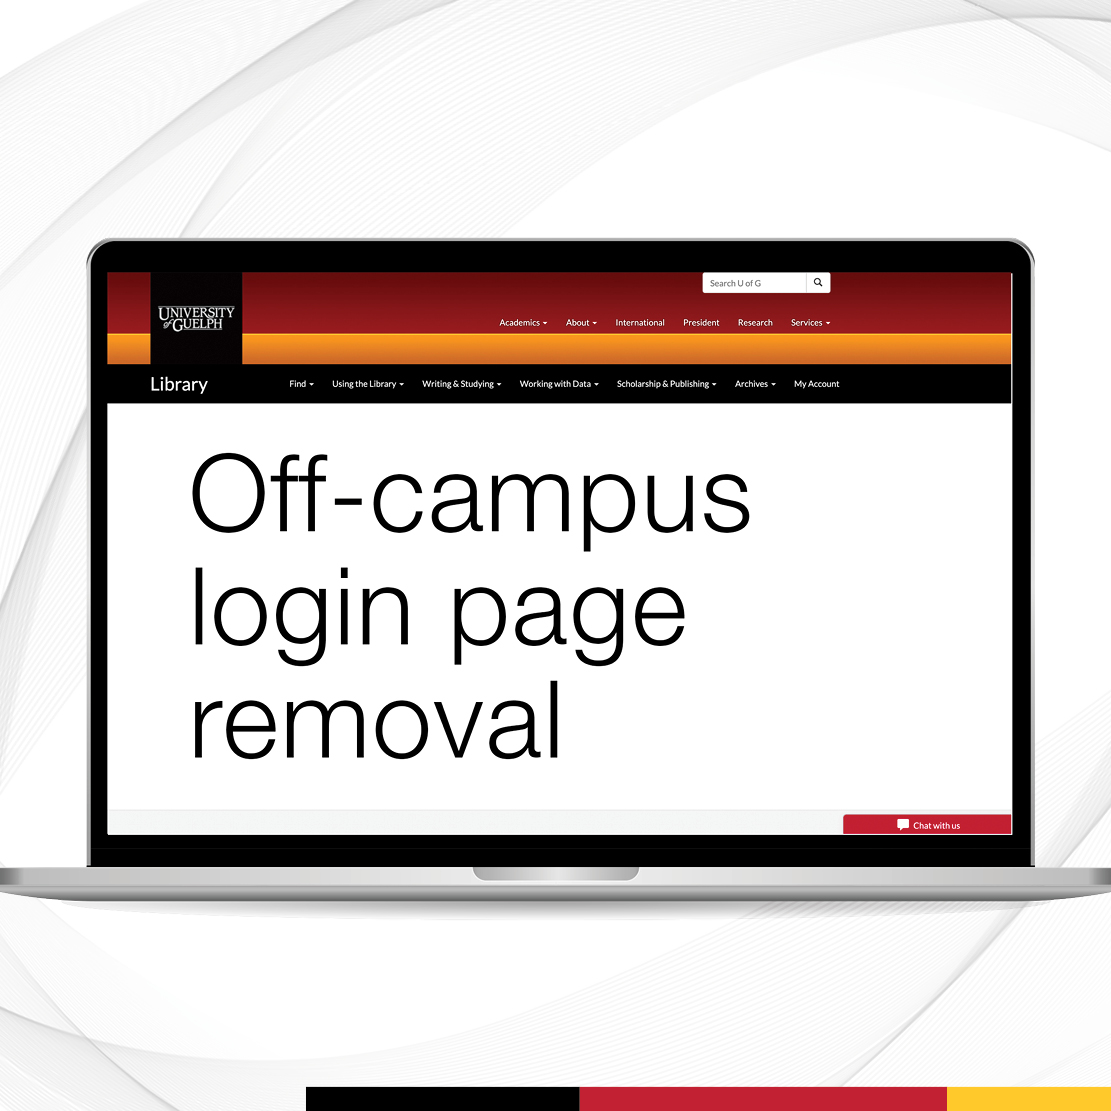 Search U of G
UNIVERSITY
of GUELPH
Academics About International President Research Services
Library
Find Using the Library Writing & Studying Working with Data Scholarship & Publishing Archives My Account
Off-campus
login page
removal
Chat with us